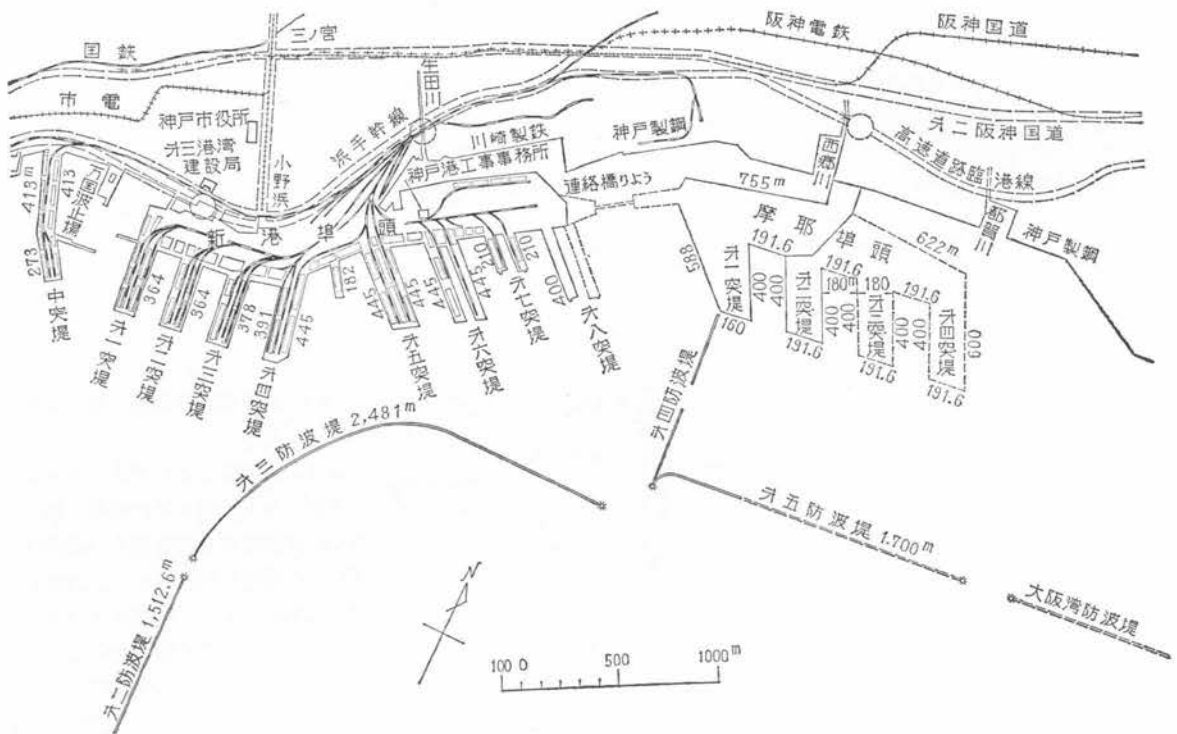 国鉄
三ノ宮
阪神電鉄
阪神国道
市電
生田川
神戸市役所
浜手幹線
川崎製鉄
神戸製鋼
オ二阪神国道
オ三港湾
建設局
小野浜
神戸港工事事務所
西郷川
高速道路臨港線
413m
413
万国波止場
連絡橋りよう
755m
都賀川
神戸製鋼
新港埠頭
摩耶埠頭
622m
273
中突堤
364
364
378
391
445
182
445
445
445
445
210
210
400
588
オ一突堤
オ二突堤
オ三突堤
オ四突堤
オ五突堤
オ六突堤
オ七突堤
オ八突堤
191.6
191.6
180m
180
191.6
オ一突堤
400
400
オ二突堤
400
400
オ三突堤
400
400
オ四突堤
600
160
191.6
191.6
191.6
オ四防波堤
オ三防波堤 2,481m
オ五防波堤 1.700m
大阪湾防波堤
オ二防波堤 1,512.6m
N
100 0 500 1000m